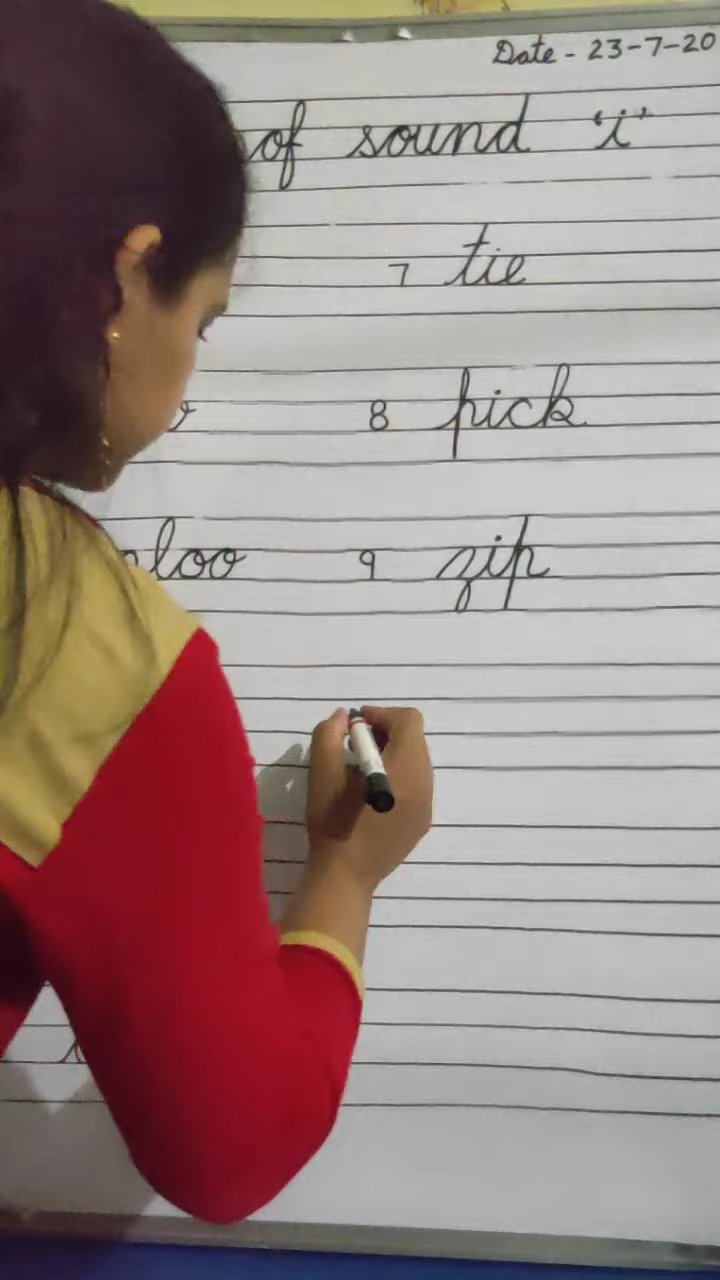 Date - 23-7-20
of sound 'i'
7 tie
8 pick
loo 9 zip